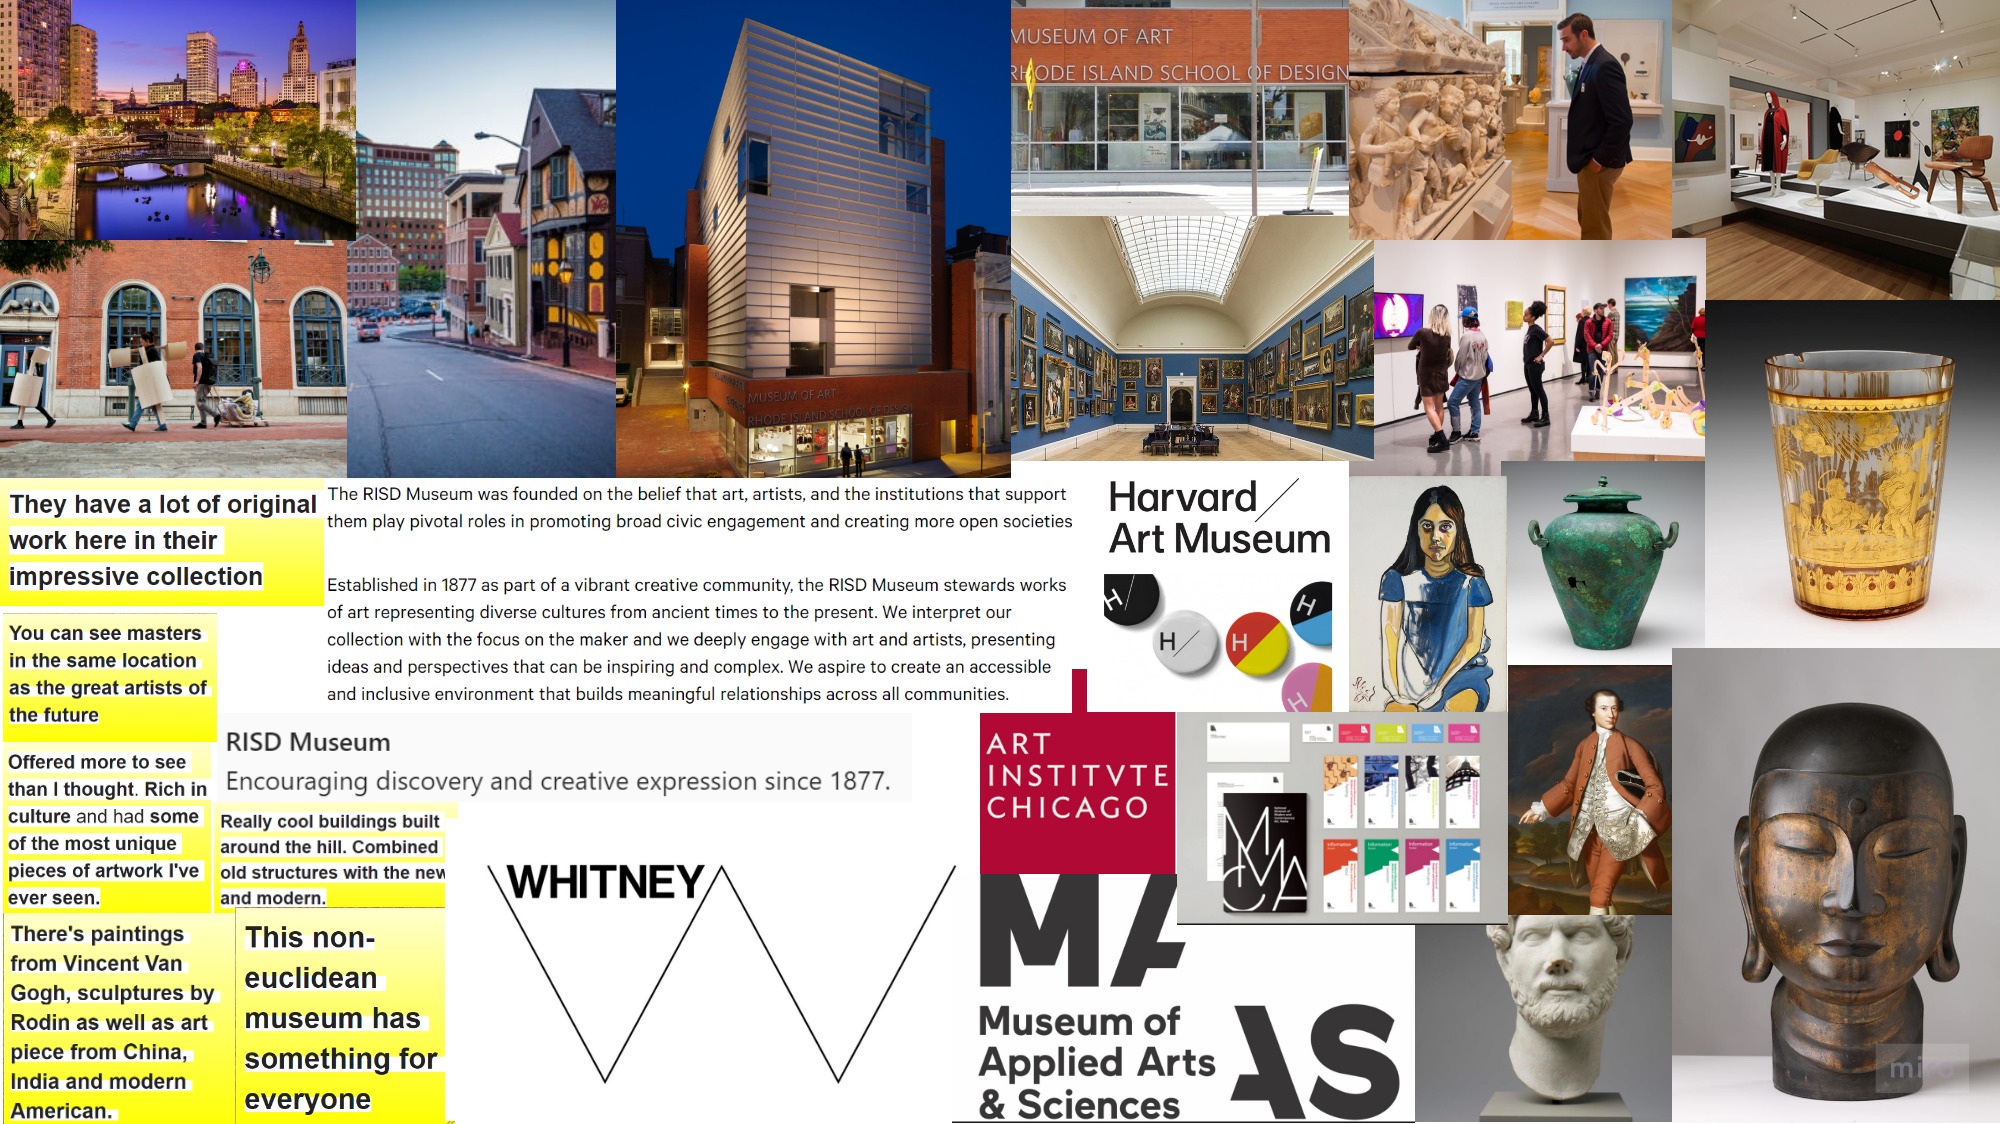 MUSEUM OF ART
RHODE ISLAND SCHOOL OF DESIGN
MUSEUM OF ART
RHODE ISLAND SCHOOL OF DESIGN
They have a lot of original
work here in their
impressive collection
The RISD Museum was founded on the belief that art, artists, and the institutions that support
them play pivotal roles in promoting broad civic engagement and creating more open societies
Established in 1877 as part of a vibrant creative community, the RISD Museum stewards works
of art representing diverse cultures from ancient times to the present. We interpret our
collection with the focus on the maker and we deeply engage with art and artists, presenting
ideas and perspectives that can be inspiring and complex. We aspire to create an accessible
and inclusive environment that builds meaningful relationships across all communities.
Harvard/
Art Museum
H/
H/
H
H/
H/
You can see masters
in the same location
as the great artists of
the future
RISD Museum
Encouraging discovery and creative expression since 1877.
Offered more to see
than I thought. Rich in
culture and had some
of the most unique
pieces of artwork I've
ever seen.
Really cool buildings built
around the hill. Combined
old structures with the new
and modern.
There's paintings
from Vincent Van
Gogh, sculptures by
Rodin as well as art
piece from China,
India and modern
American.
This non-
euclidean
museum has
something for
everyone
WHITNEY
ART
INSTITVTE
CHICAGO
MA
Museum of
Applied Arts
& Sciences
AS
miro